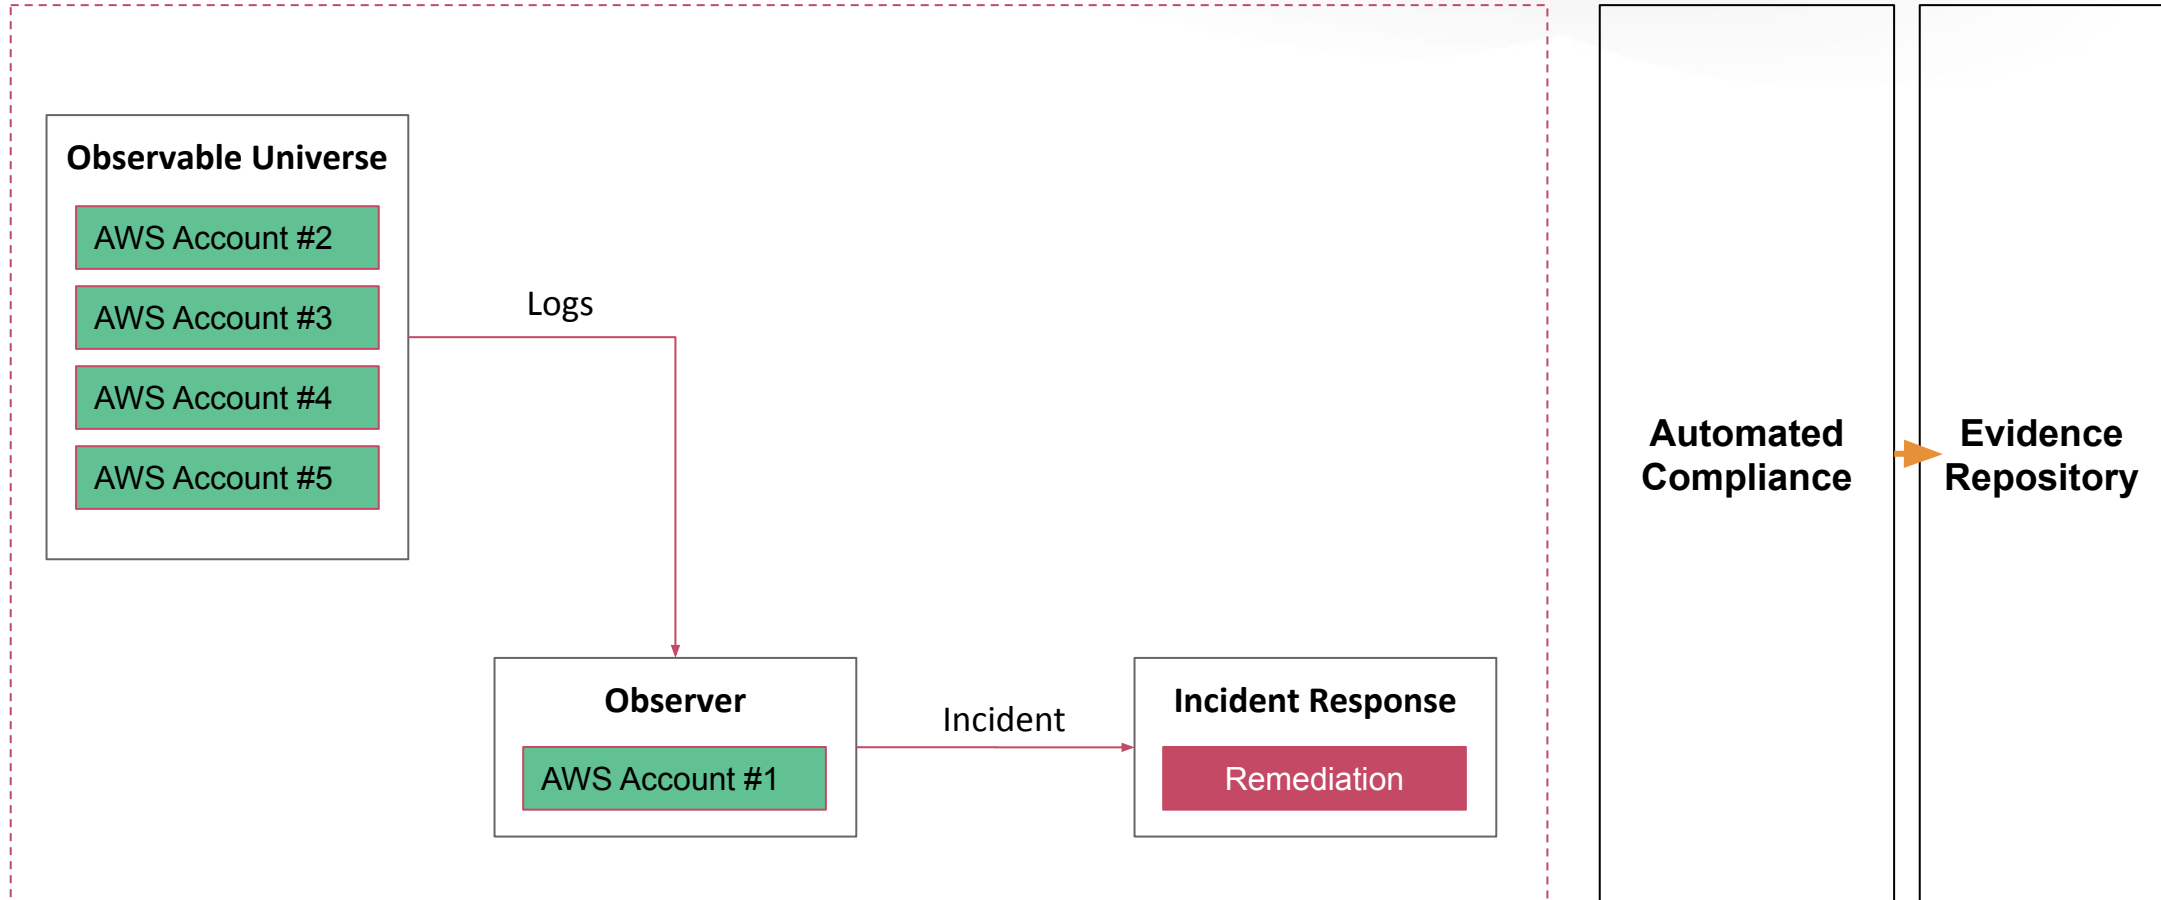 Observable Universe
AWS Account #2
AWS Account #3
AWS Account #4
AWS Account #5
Logs
Observer
AWS Account #1
Incident
Incident Response
Remediation
Automated
Compliance
Evidence
Repository